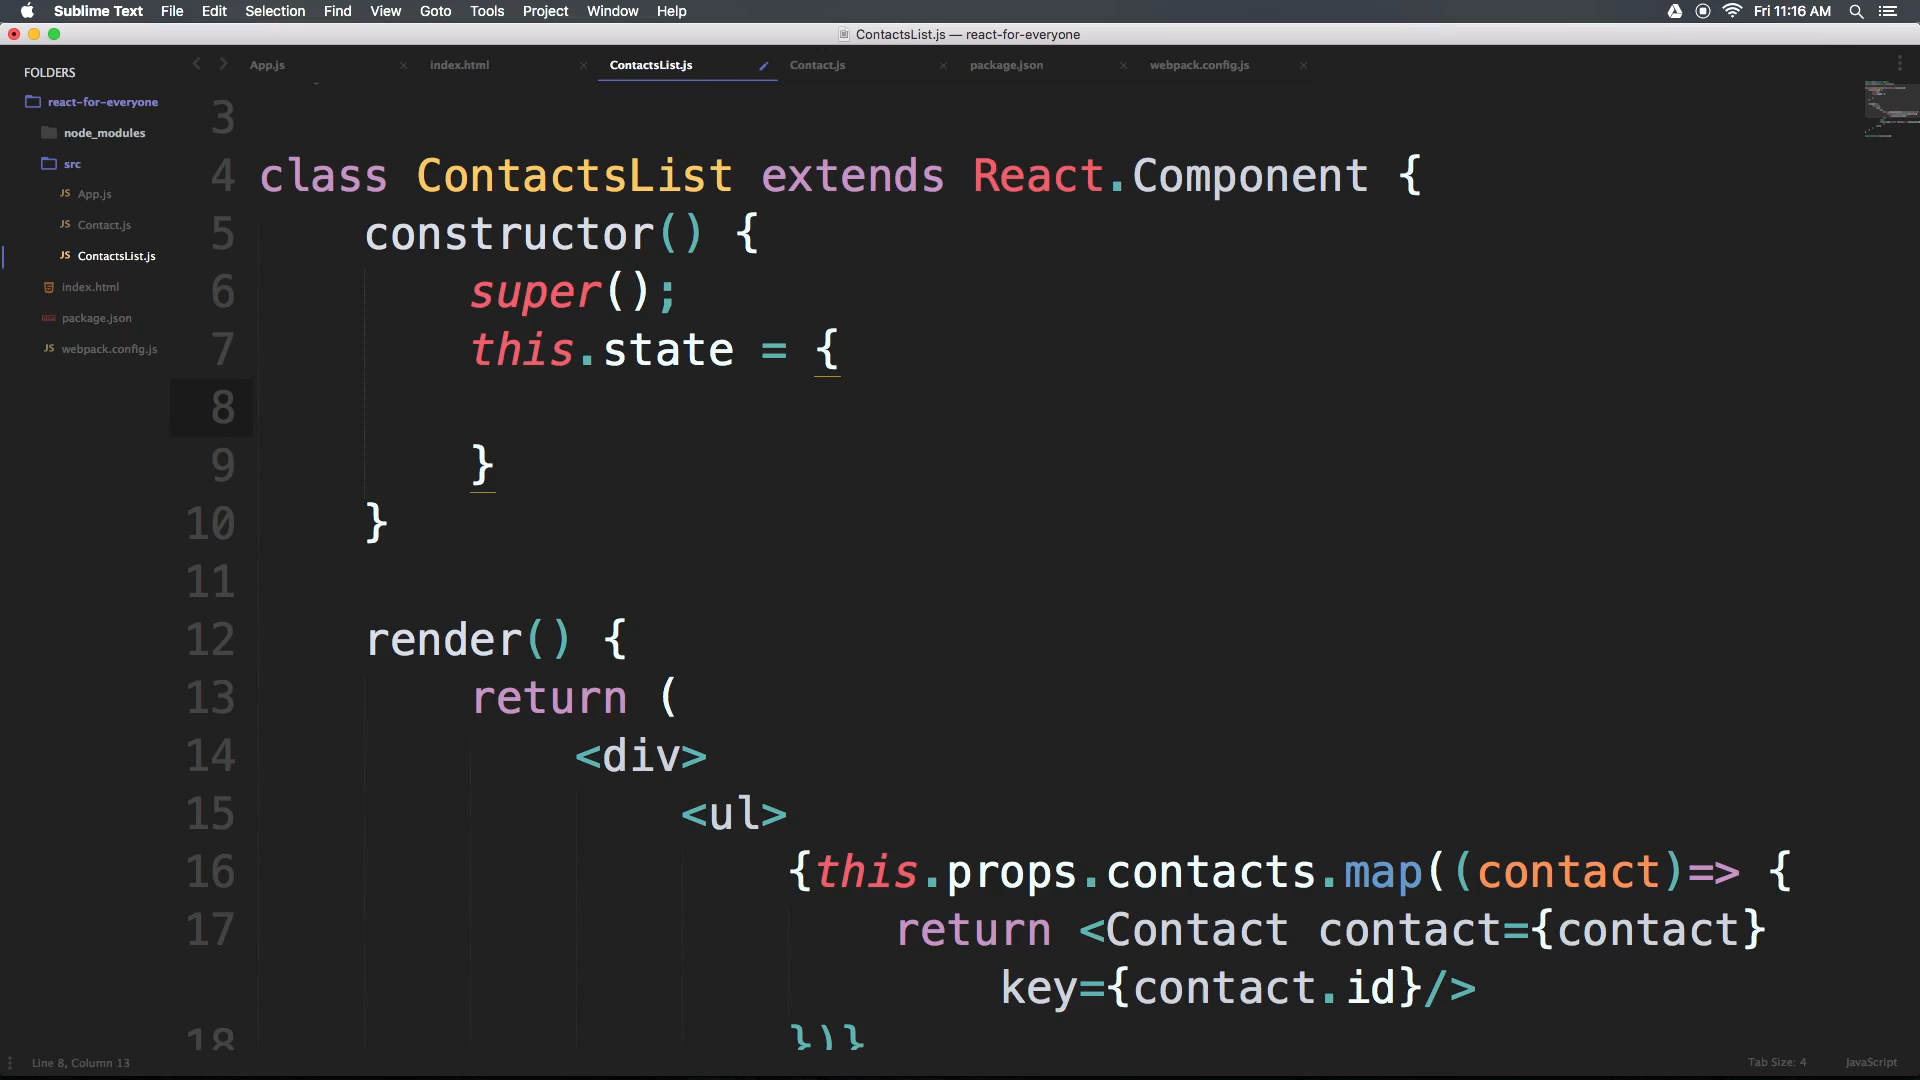 Sublime Text File Edit Selection Find View Goto Tools Project Window Help Fri 11:16 AM
ContactsList.js — react-for-everyone
FOLDERS
react-for-everyone
node_modules
src
JS App.js
JS Contact.js
JS ContactsList.js
index.html
package.json
JS webpack.config.js
App.js index.html ContactsList.js Contact.js package.json webpack.config.js
3
4 class ContactsList extends React.Component {
5 constructor() {
6 super();
7 this.state = {
8
9 }
10 }
11
12 render() {
13 return (
14 <div>
15 <ul>
16 {this.props.contacts.map((contact)=> {
17 return <Contact contact={contact}
key={contact.id}/>
18 })}
Line 8, Column 13 Tab Size: 4 JavaScript